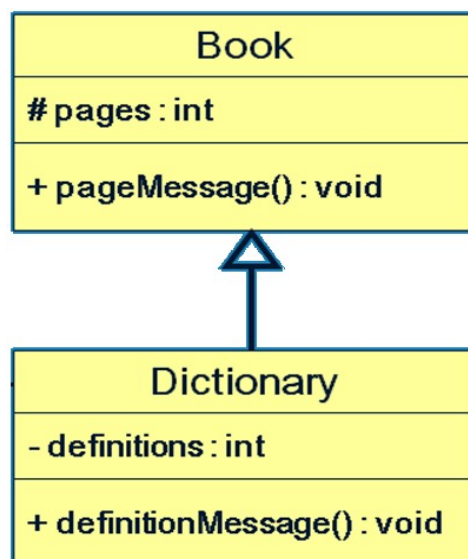 Book
# pages : int
+ pageMessage() : void
Dictionary
- definitions : int
+ definitionMessage() : void